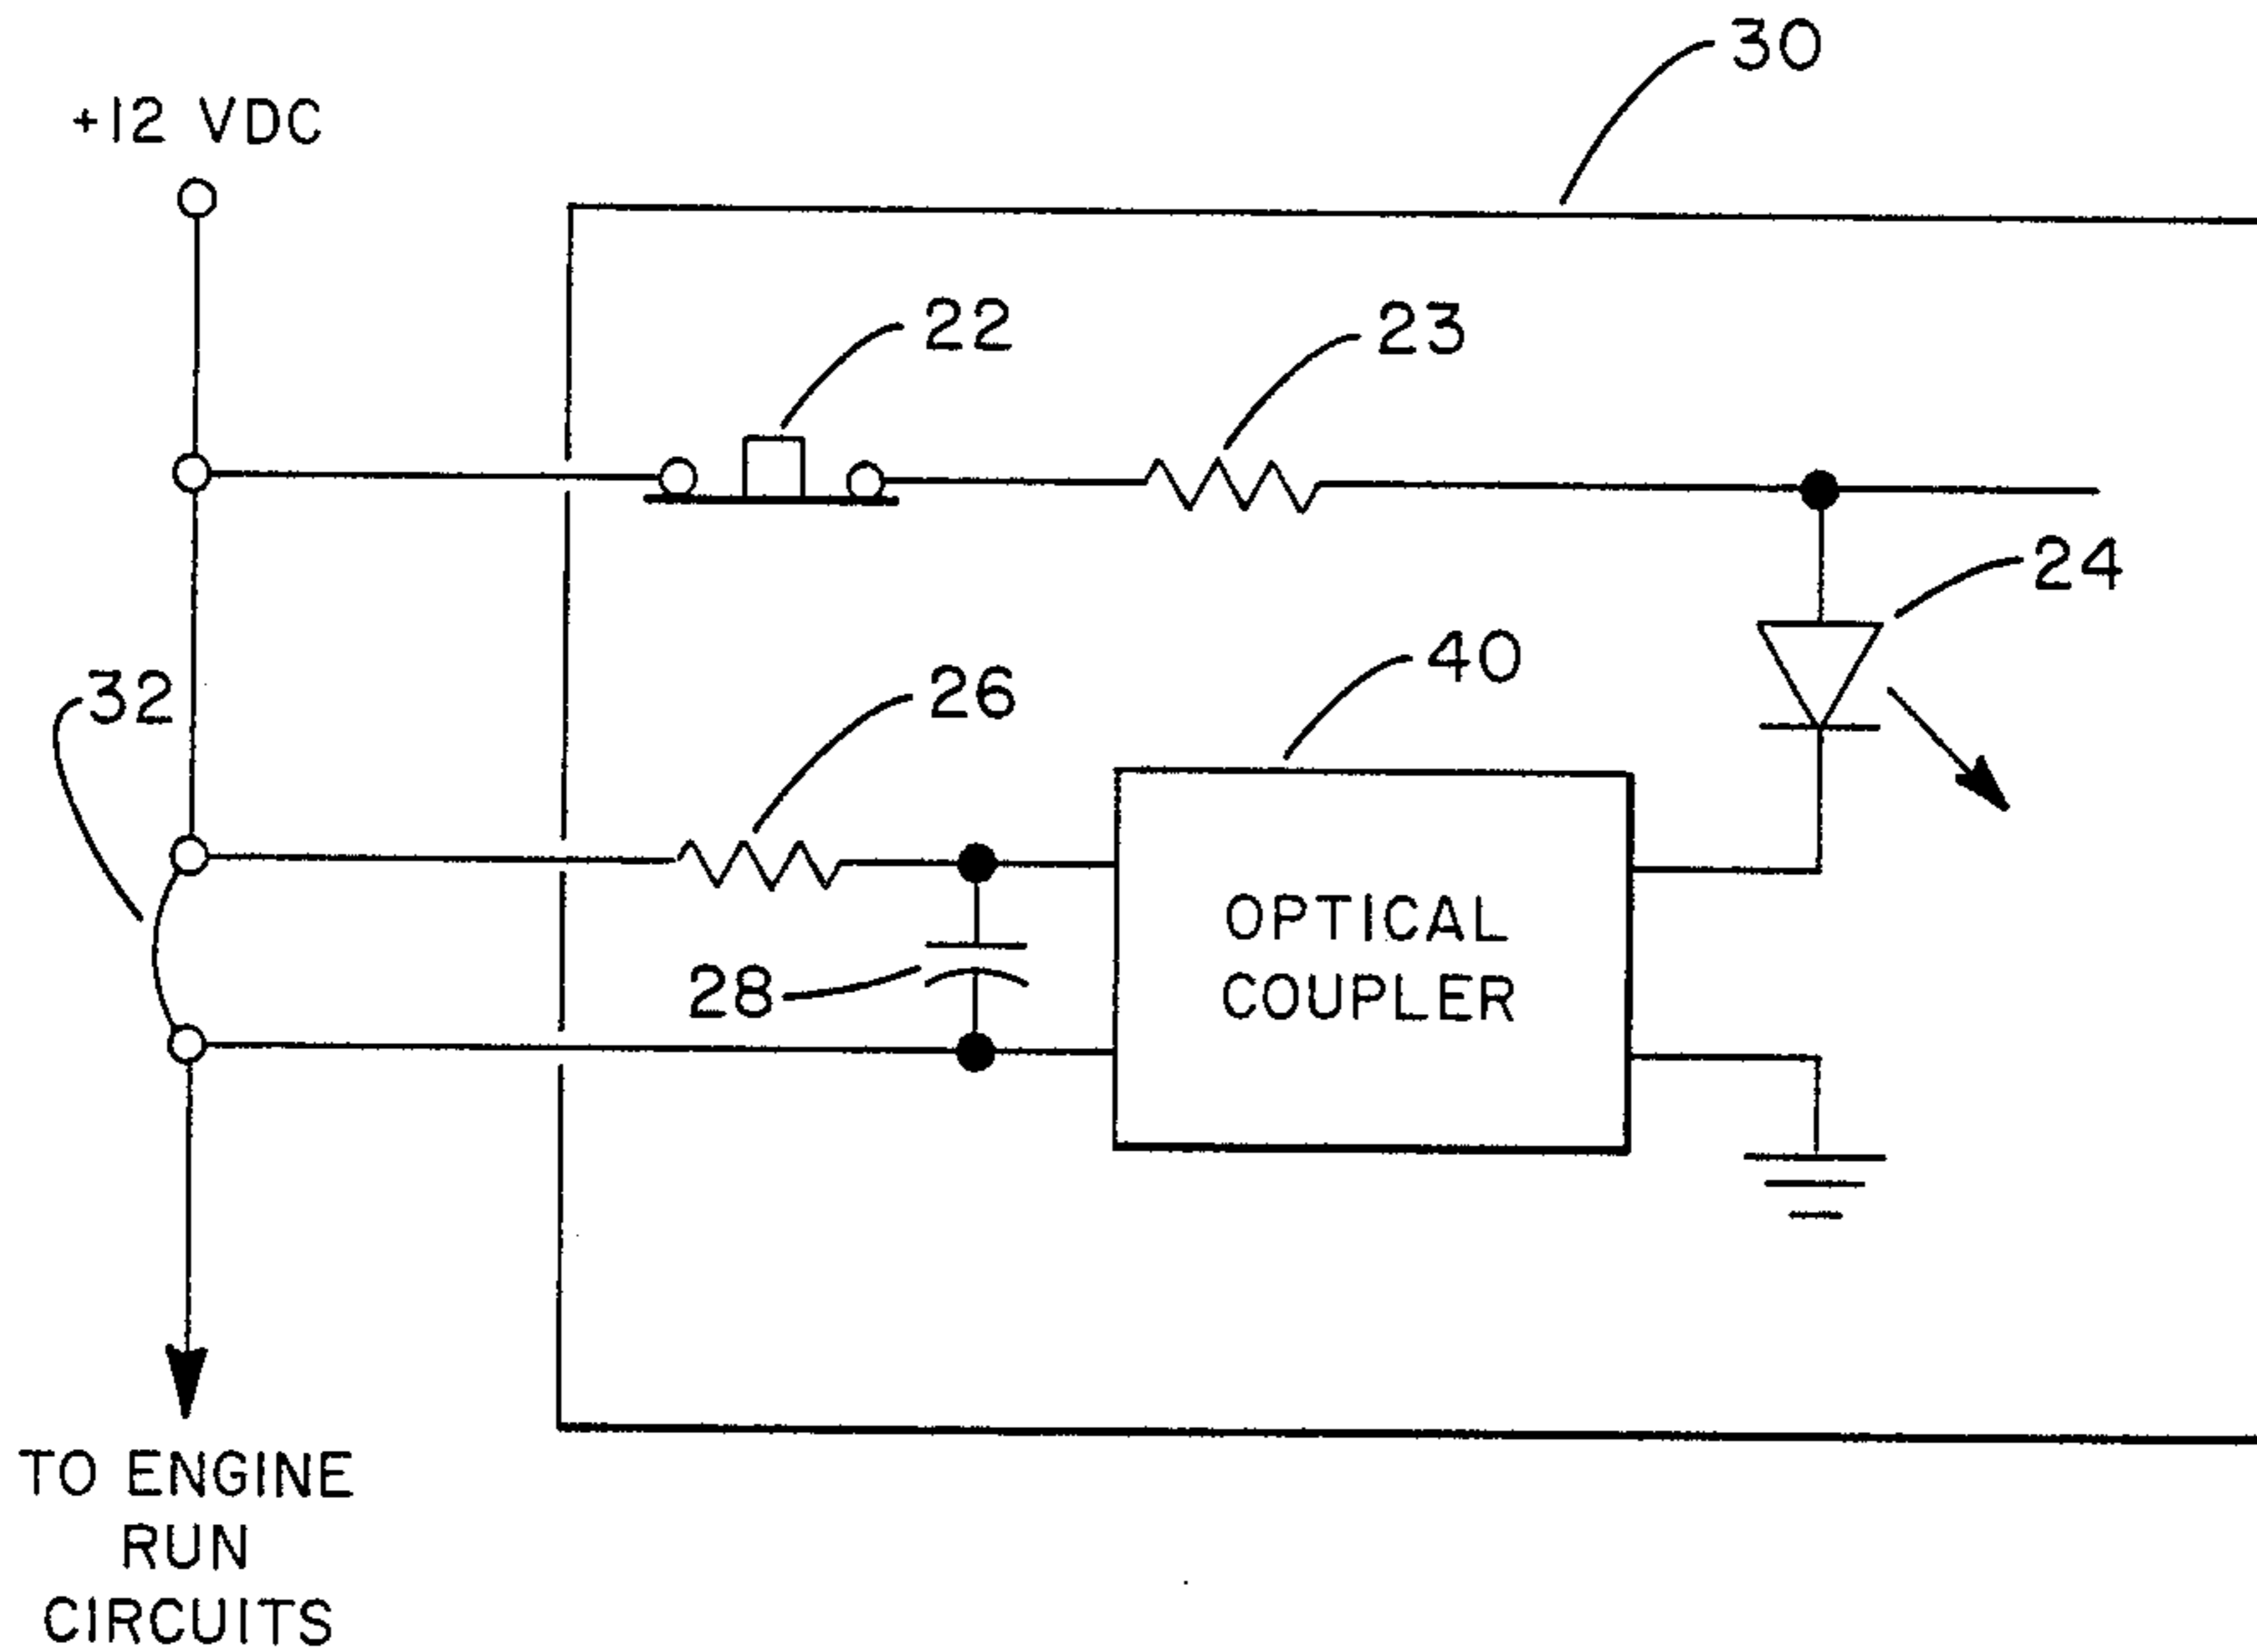 30
+12 VDC
22
23
24
40
32
26
OPTICAL
COUPLER
28
TO ENGINE
RUN
CIRCUITS